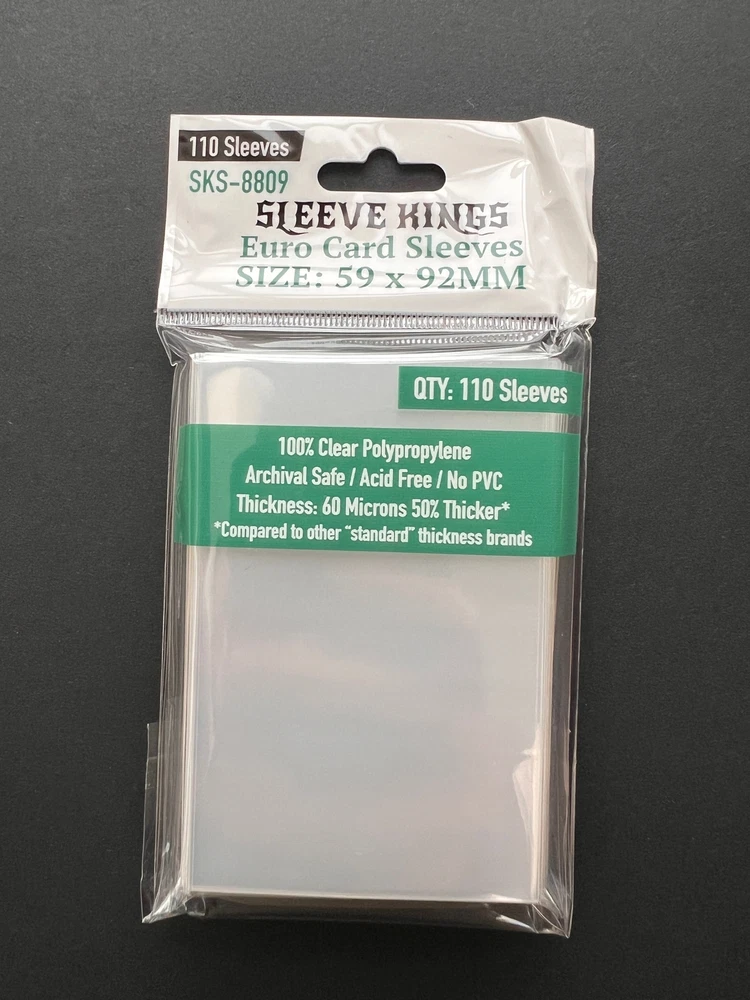 110 Sleeves
SKS-8809
SLEEVE KINGS
Euro Card Sleeves
SIZE: 59 x 92MM
QTY: 110 Sleeves
100% Clear Polypropylene
Archival Safe / Acid Free / No PVC
Thickness: 60 Microns 50% Thicker*
*Compared to other “standard” thickness brands